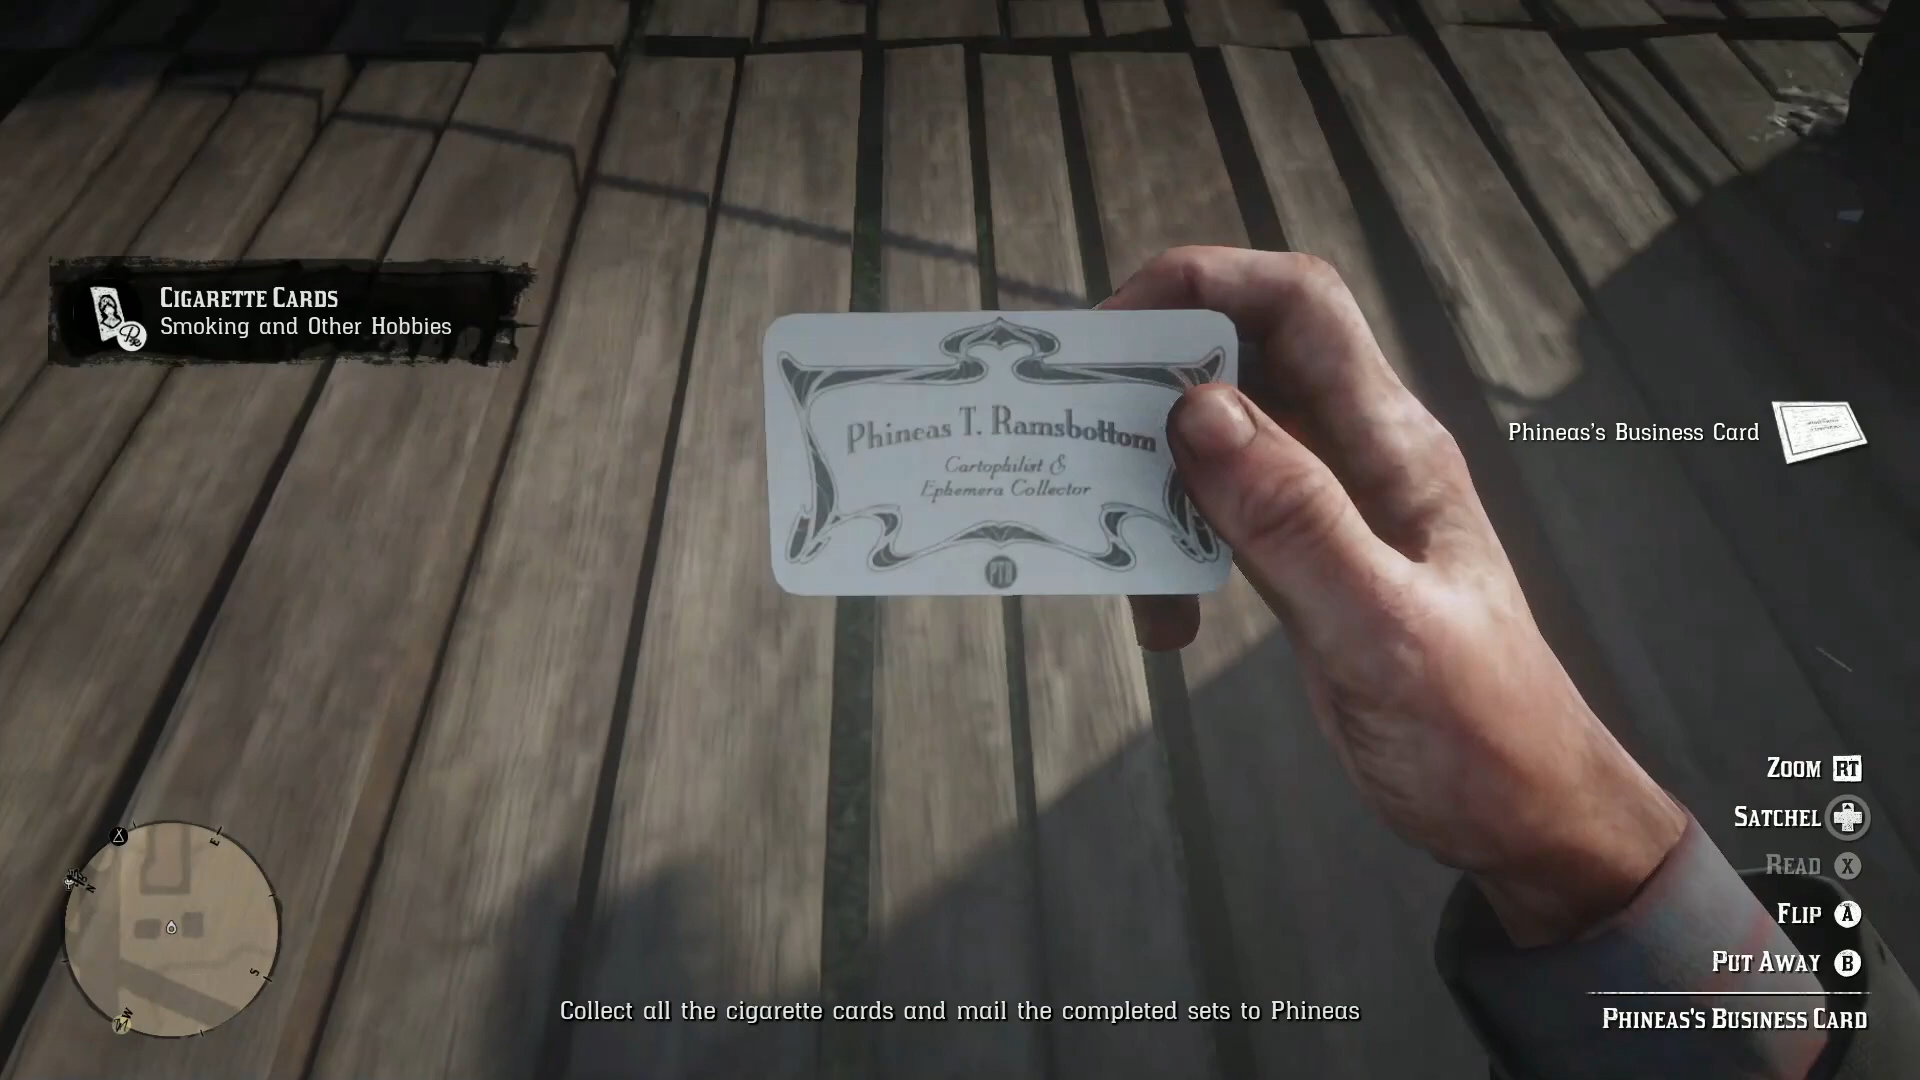 CIGARETTE CARDS
Smoking and Other Hobbies
Phineas T. Ramsbottom
Cartophilist &
Ephemera Collector
PTR
Phineas's Business Card
ZOOM RT
SATCHEL
READ X
FLIP A
PUT AWAY B
PHINEAS'S BUSINESS CARD
Collect all the cigarette cards and mail the completed sets to Phineas
N
E
S
W